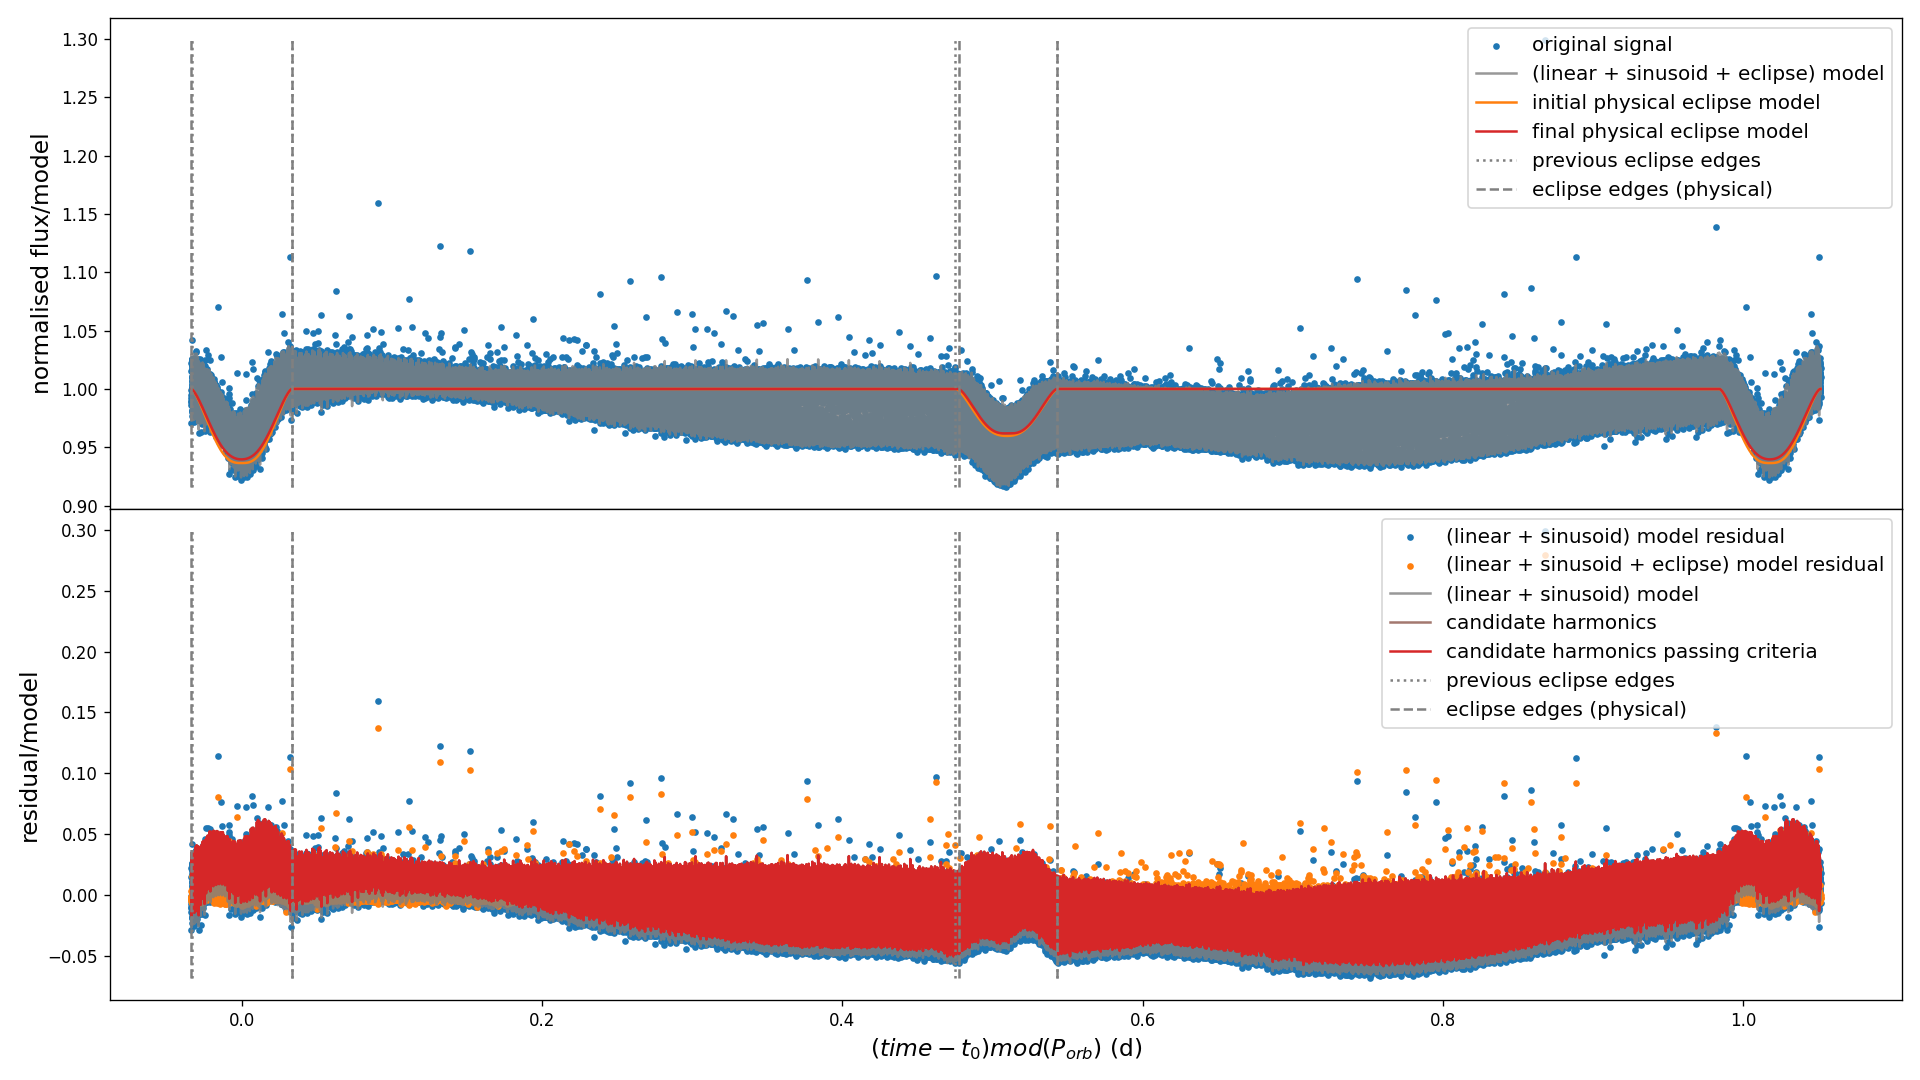 normalised flux/model
1.30
1.25
1.20
1.15
1.10
1.05
1.00
0.95
0.90
original signal
(linear + sinusoid + eclipse) model
initial physical eclipse model
final physical eclipse model
previous eclipse edges
eclipse edges (physical)
residual/model
0.30
0.25
0.20
0.15
0.10
0.05
0.00
−0.05
(linear + sinusoid) model residual
(linear + sinusoid + eclipse) model residual
(linear + sinusoid) model
candidate harmonics
candidate harmonics passing criteria
previous eclipse edges
eclipse edges (physical)
0.0 0.2 0.4 0.6 0.8 1.0
(time − t₀)mod(P_orb) (d)